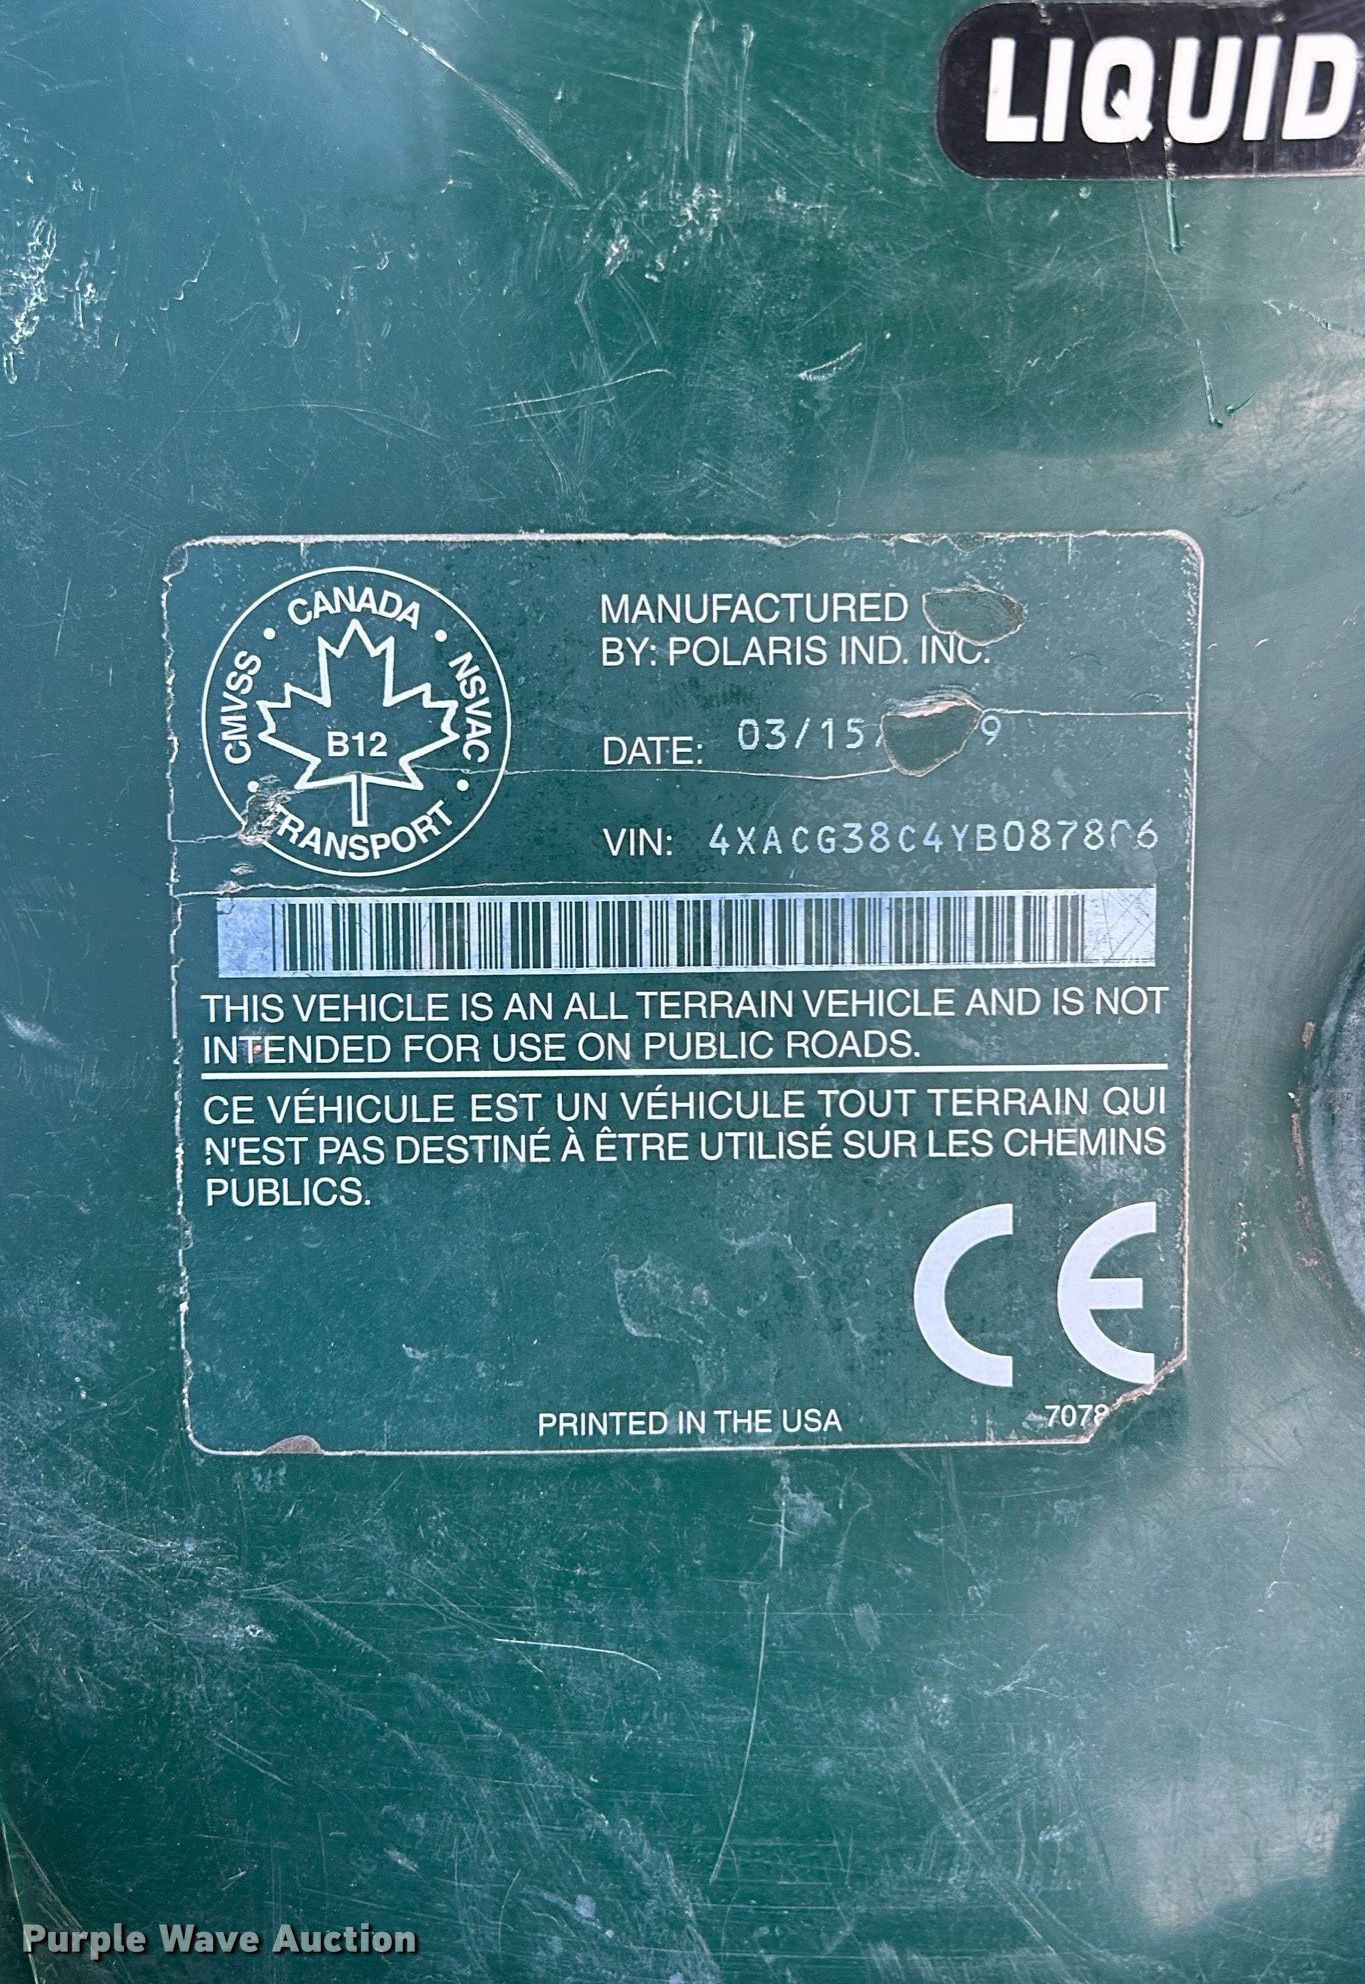 LIQUID
CANADA
CMVSS
NSVAC
B12
TRANSPORT
MANUFACTURED
BY: POLARIS IND. INC.
DATE: 03/15/ 9
VIN:
THIS VEHICLE IS AN ALL TERRAIN VEHICLE AND IS NOT
INTENDED FOR USE ON PUBLIC ROADS.
CE VÉHICULE EST UN VÉHICULE TOUT TERRAIN QUI
N'EST PAS DESTINÉ À ÊTRE UTILISÉ SUR LES CHEMINS
PUBLICS.
CE
PRINTED IN THE USA
7078
Purple Wave Auction